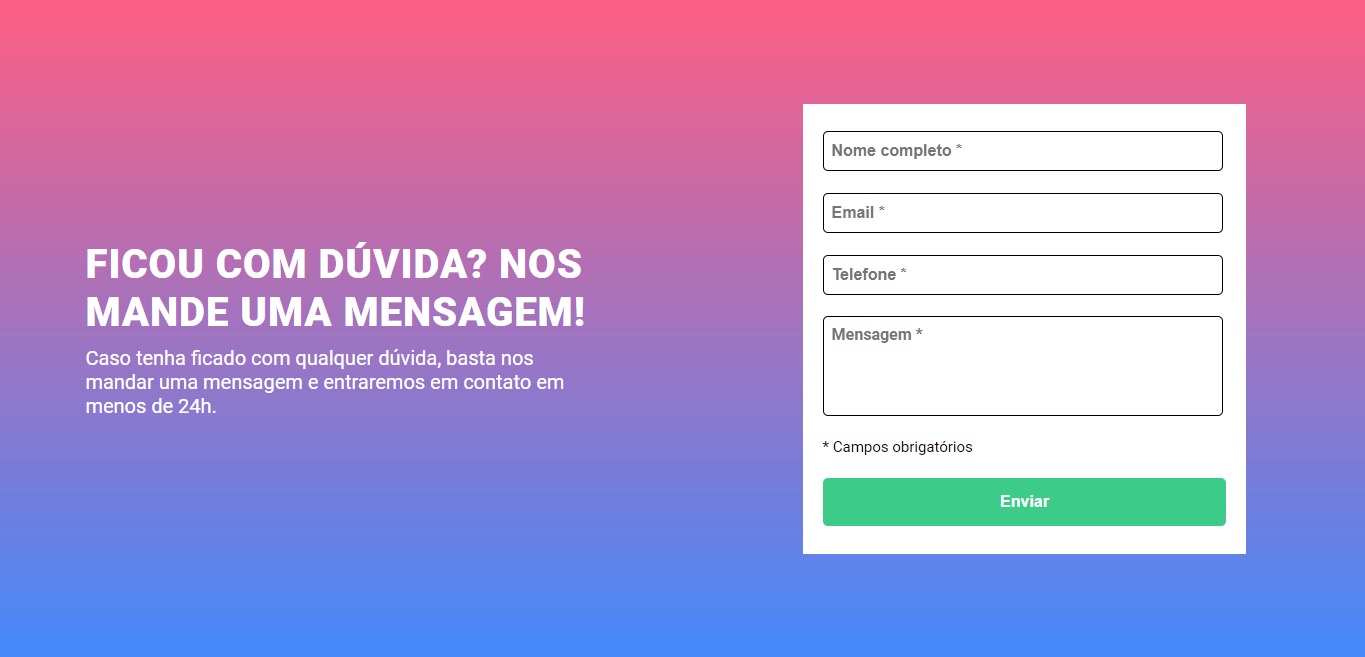 FICOU COM DÚVIDA? NOS
MANDE UMA MENSAGEM!
Caso tenha ficado com qualquer dúvida, basta nos
mandar uma mensagem e entraremos em contato em
menos de 24h.
Nome completo *
Email *
Telefone *
Mensagem *
* Campos obrigatórios
Enviar